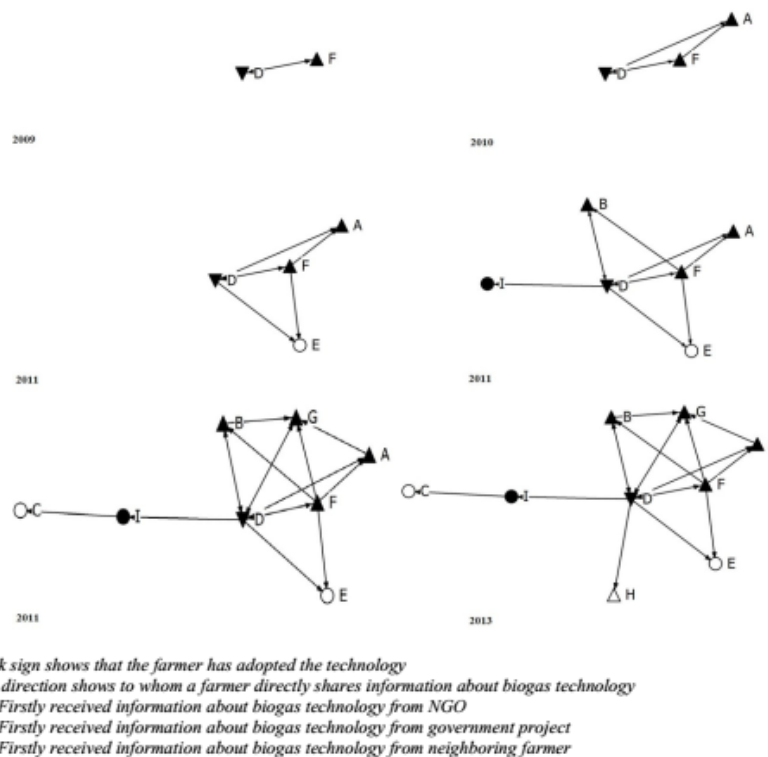 F
D
2009
A
F
D
2010
A
F
D
E
2011
B
A
F
D
I
E
2011
B
G
A
F
D
C
I
E
2011
B
G
F
D
C
I
E
H
2013
k sign shows that the farmer has adopted the technology
direction shows to whom a farmer directly shares information about biogas technology
Firstly received information about biogas technology from NGO
Firstly received information about biogas technology from government project
Firstly received information about biogas technology from neighboring farmer